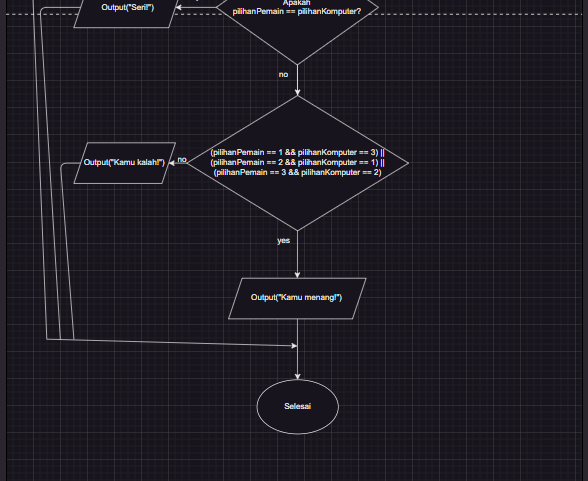 Apakah
Output("Seri!")
pilihanPemain == pilihanKomputer?
no
(pilihanPemain == 1 && pilihanKomputer == 3) ||
Output("Kamu kalah!")
no
(pilihanPemain == 2 && pilihanKomputer == 1) ||
(pilihanPemain == 3 && pilihanKomputer == 2)
yes
Output("Kamu menang!")
Selesai